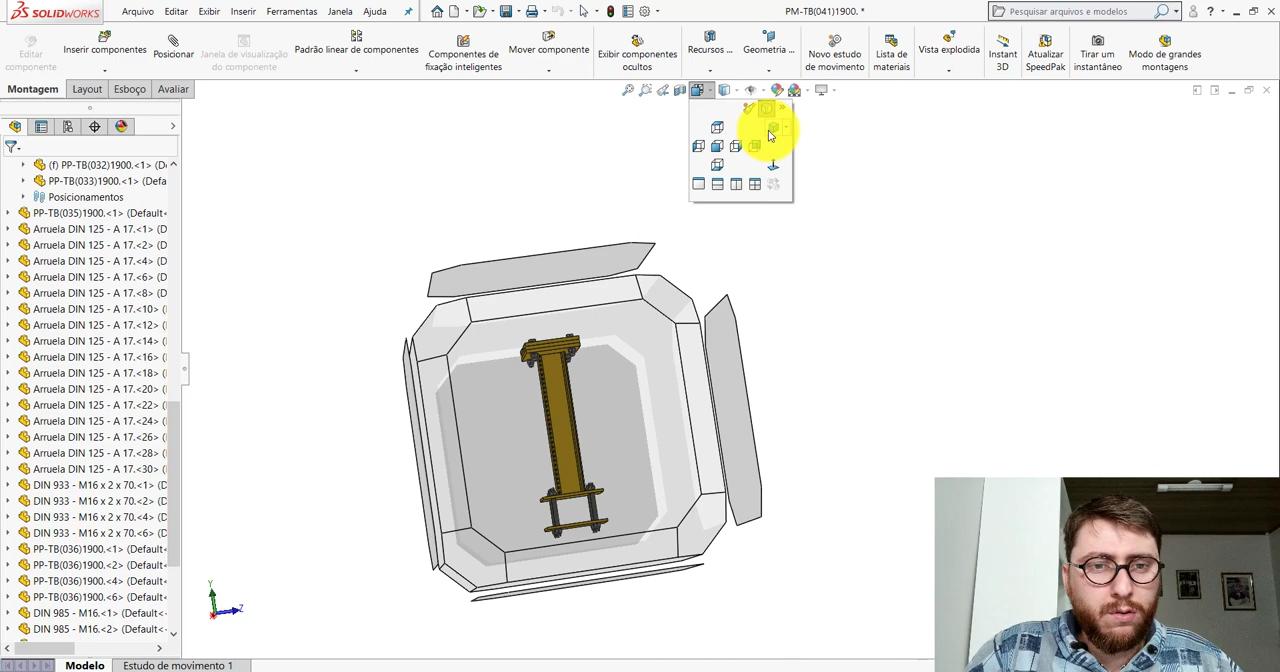 SOLIDWORKS
Arquivo Editar Exibir Inserir Ferramentas Janela Ajuda
PM-TB(041)1900. *
Pesquisar arquivos e modelos
Editar componente
Inserir componentes
Posicionar
Janela de visualização do componente
Padrão linear de componentes
Componentes de fixação inteligentes
Mover componente
Exibir componentes ocultos
Recursos ...
Geometria ...
Novo estudo de movimento
Lista de materiais
Vista explodida
Instant 3D
Atualizar SpeedPak
Tirar um instantâneo
Modo de grandes montagens
Montagem Layout Esboço Avaliar
(f) PP-TB(032)1900.<1> (D
PP-TB(033)1900.<1> (Defa
Posicionamentos
PP-TB(035)1900.<1> (Default<
Arruela DIN 125 - A 17.<1> (D
Arruela DIN 125 - A 17.<2> (D
Arruela DIN 125 - A 17.<4> (D
Arruela DIN 125 - A 17.<6> (D
Arruela DIN 125 - A 17.<8> (D
Arruela DIN 125 - A 17.<10> (D
Arruela DIN 125 - A 17.<12> (D
Arruela DIN 125 - A 17.<14> (D
Arruela DIN 125 - A 17.<16> (D
Arruela DIN 125 - A 17.<18> (D
Arruela DIN 125 - A 17.<20> (D
Arruela DIN 125 - A 17.<22> (D
Arruela DIN 125 - A 17.<24> (D
Arruela DIN 125 - A 17.<26> (D
Arruela DIN 125 - A 17.<28> (D
Arruela DIN 125 - A 17.<30> (D
DIN 933 - M16 x 2 x 70.<1> (D
DIN 933 - M16 x 2 x 70.<2> (D
DIN 933 - M16 x 2 x 70.<4> (D
DIN 933 - M16 x 2 x 70.<6> (D
PP-TB(036)1900.<1> (Default<
PP-TB(036)1900.<2> (Default<
PP-TB(036)1900.<4> (Default<
PP-TB(036)1900.<6> (Default<
DIN 985 - M16.<1> (Default<
DIN 985 - M16.<2> (Default<
Y
Z
Modelo Estudo de movimento 1